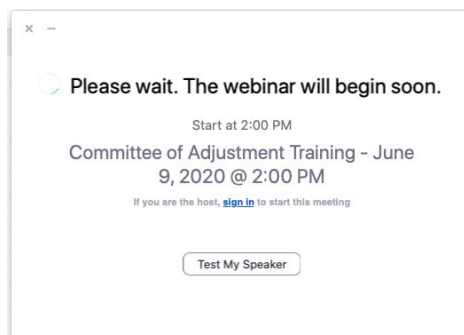 Please wait. The webinar will begin soon.
Start at 2:00 PM
Committee of Adjustment Training - June
9, 2020 @ 2:00 PM
If you are the host, sign in to start this meeting
Test My Speaker